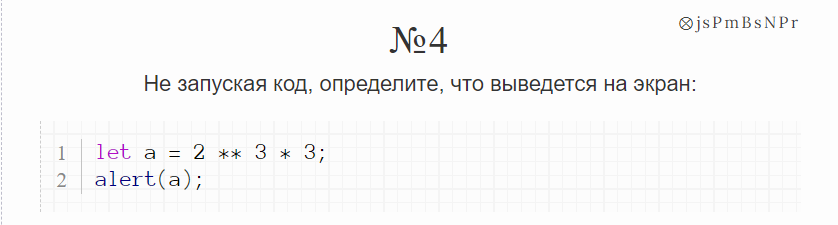 ⊗jsPmBsNPr
№4
Не запуская код, определите, что выведется на экран:
1 let a = 2 ** 3 * 3;
2 alert(a);